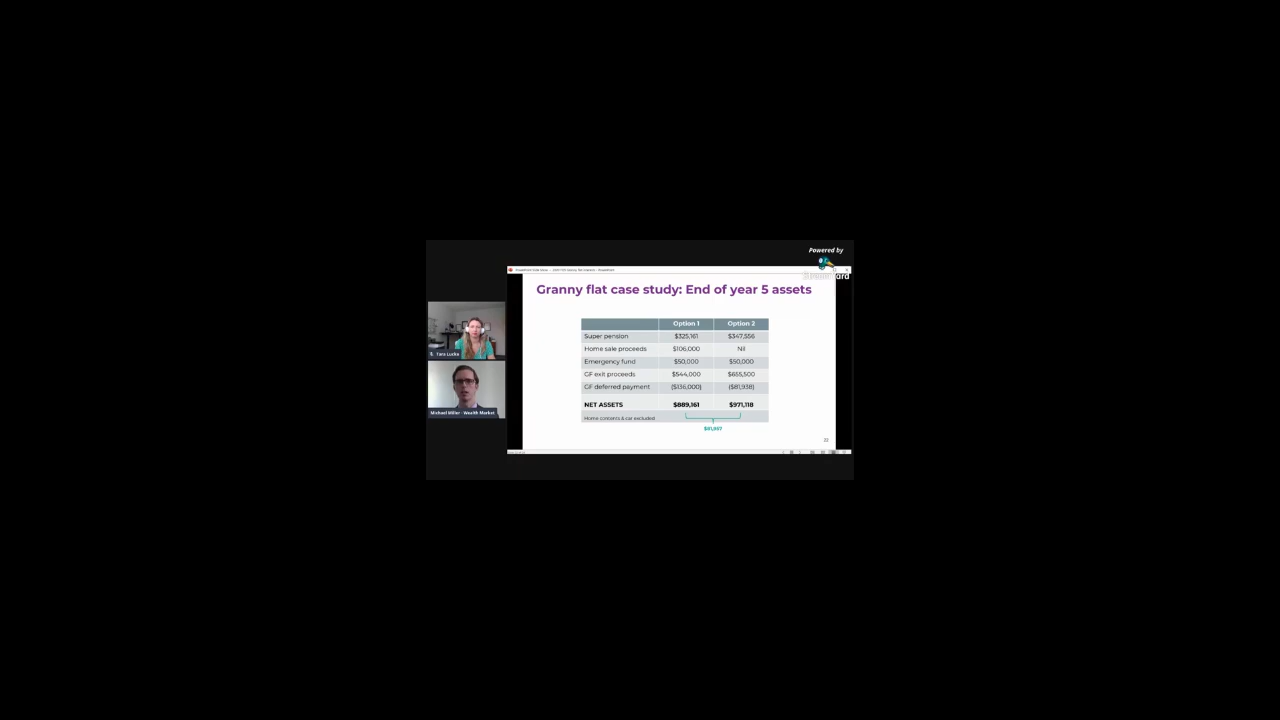 Powered by
Granny flat case study: End of year 5 assets
Option 1 Option 2
Super pension $325,161 $347,556
Home sale proceeds $106,000 Nil
Emergency fund $50,000 $50,000
GF exit proceeds $544,000 $655,500
GF deferred payment ($136,000) ($81,938)
NET ASSETS $889,161 $971,118
Home contents & car excluded
22
Tara Lucke
Michael Miller - Wealth Market